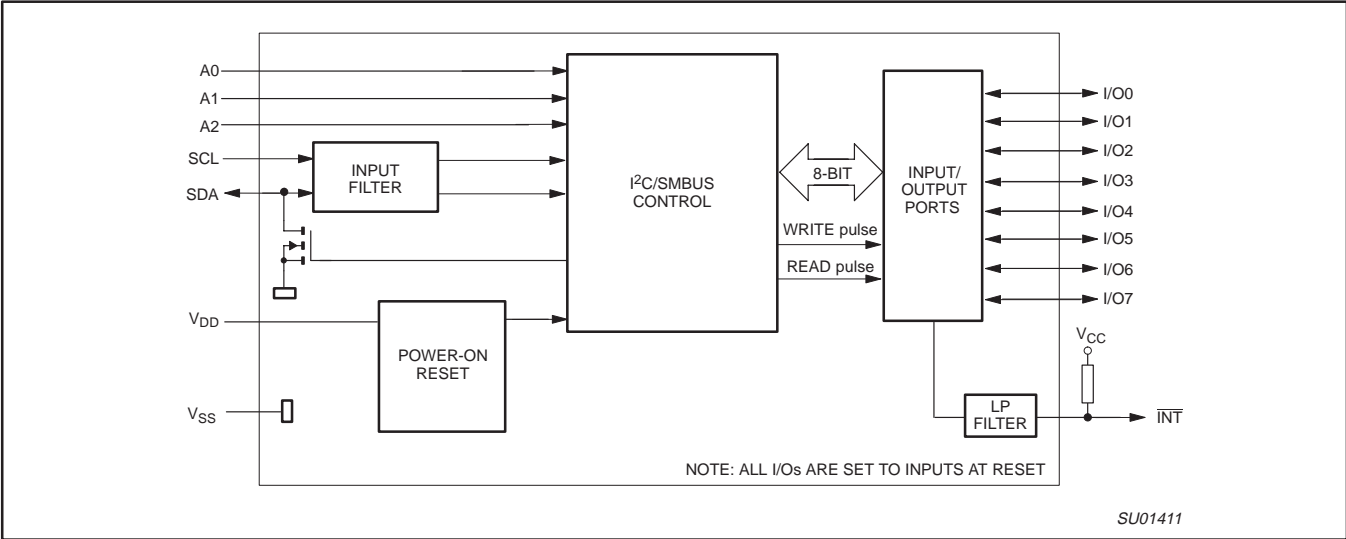 A0
A1
A2
SCL
SDA
INPUT
FILTER
I²C/SMBUS
CONTROL
8-BIT
WRITE pulse
READ pulse
INPUT/
OUTPUT
PORTS
I/O0
I/O1
I/O2
I/O3
I/O4
I/O5
I/O6
I/O7
VDD
POWER-ON
RESET
VSS
VCC
LP
FILTER
INT
NOTE: ALL I/Os ARE SET TO INPUTS AT RESET
SU01411